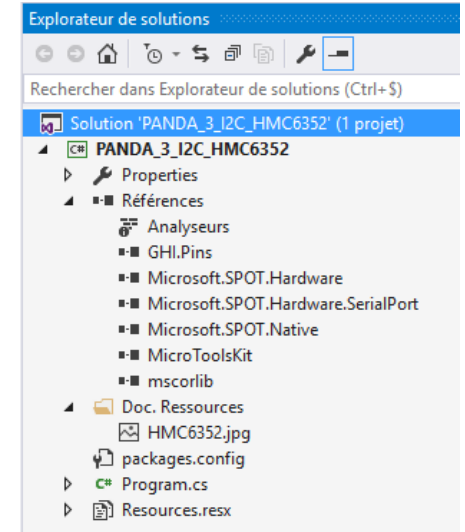 Explorateur de solutions
Rechercher dans Explorateur de solutions (Ctrl+$)
Solution 'PANDA_3_I2C_HMC6352' (1 projet)
C# PANDA_3_I2C_HMC6352
Properties
Références
Analyseurs
GHI.Pins
Microsoft.SPOT.Hardware
Microsoft.SPOT.Hardware.SerialPort
Microsoft.SPOT.Native
MicroToolsKit
mscorlib
Doc. Ressources
HMC6352.jpg
packages.config
C# Program.cs
Resources.resx